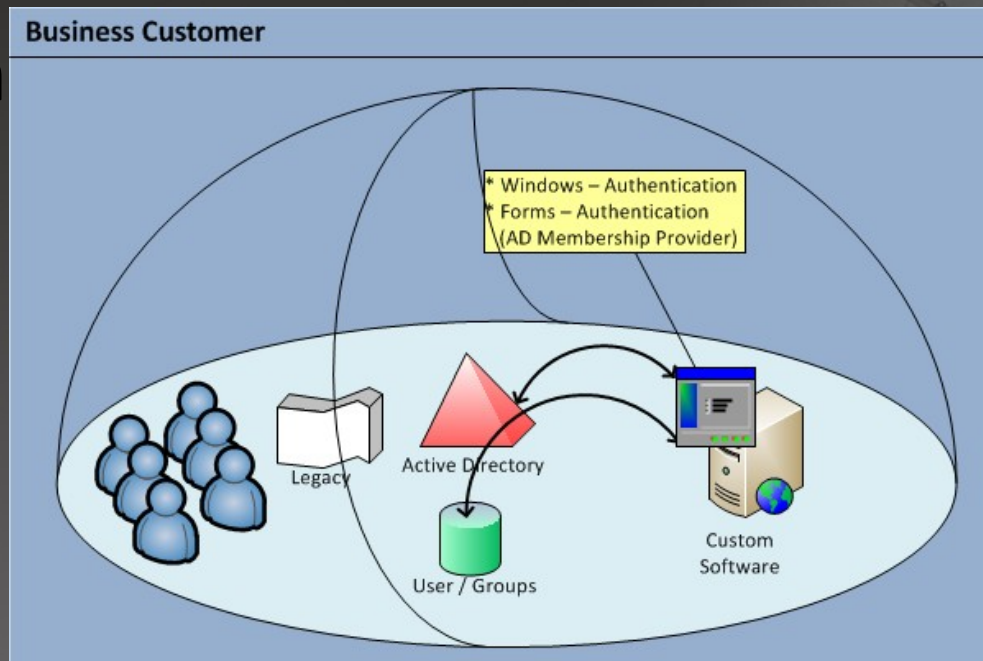 Business Customer
* Windows – Authentication
* Forms – Authentication
(AD Membership Provider)
Legacy
Active Directory
User / Groups
Custom
Software